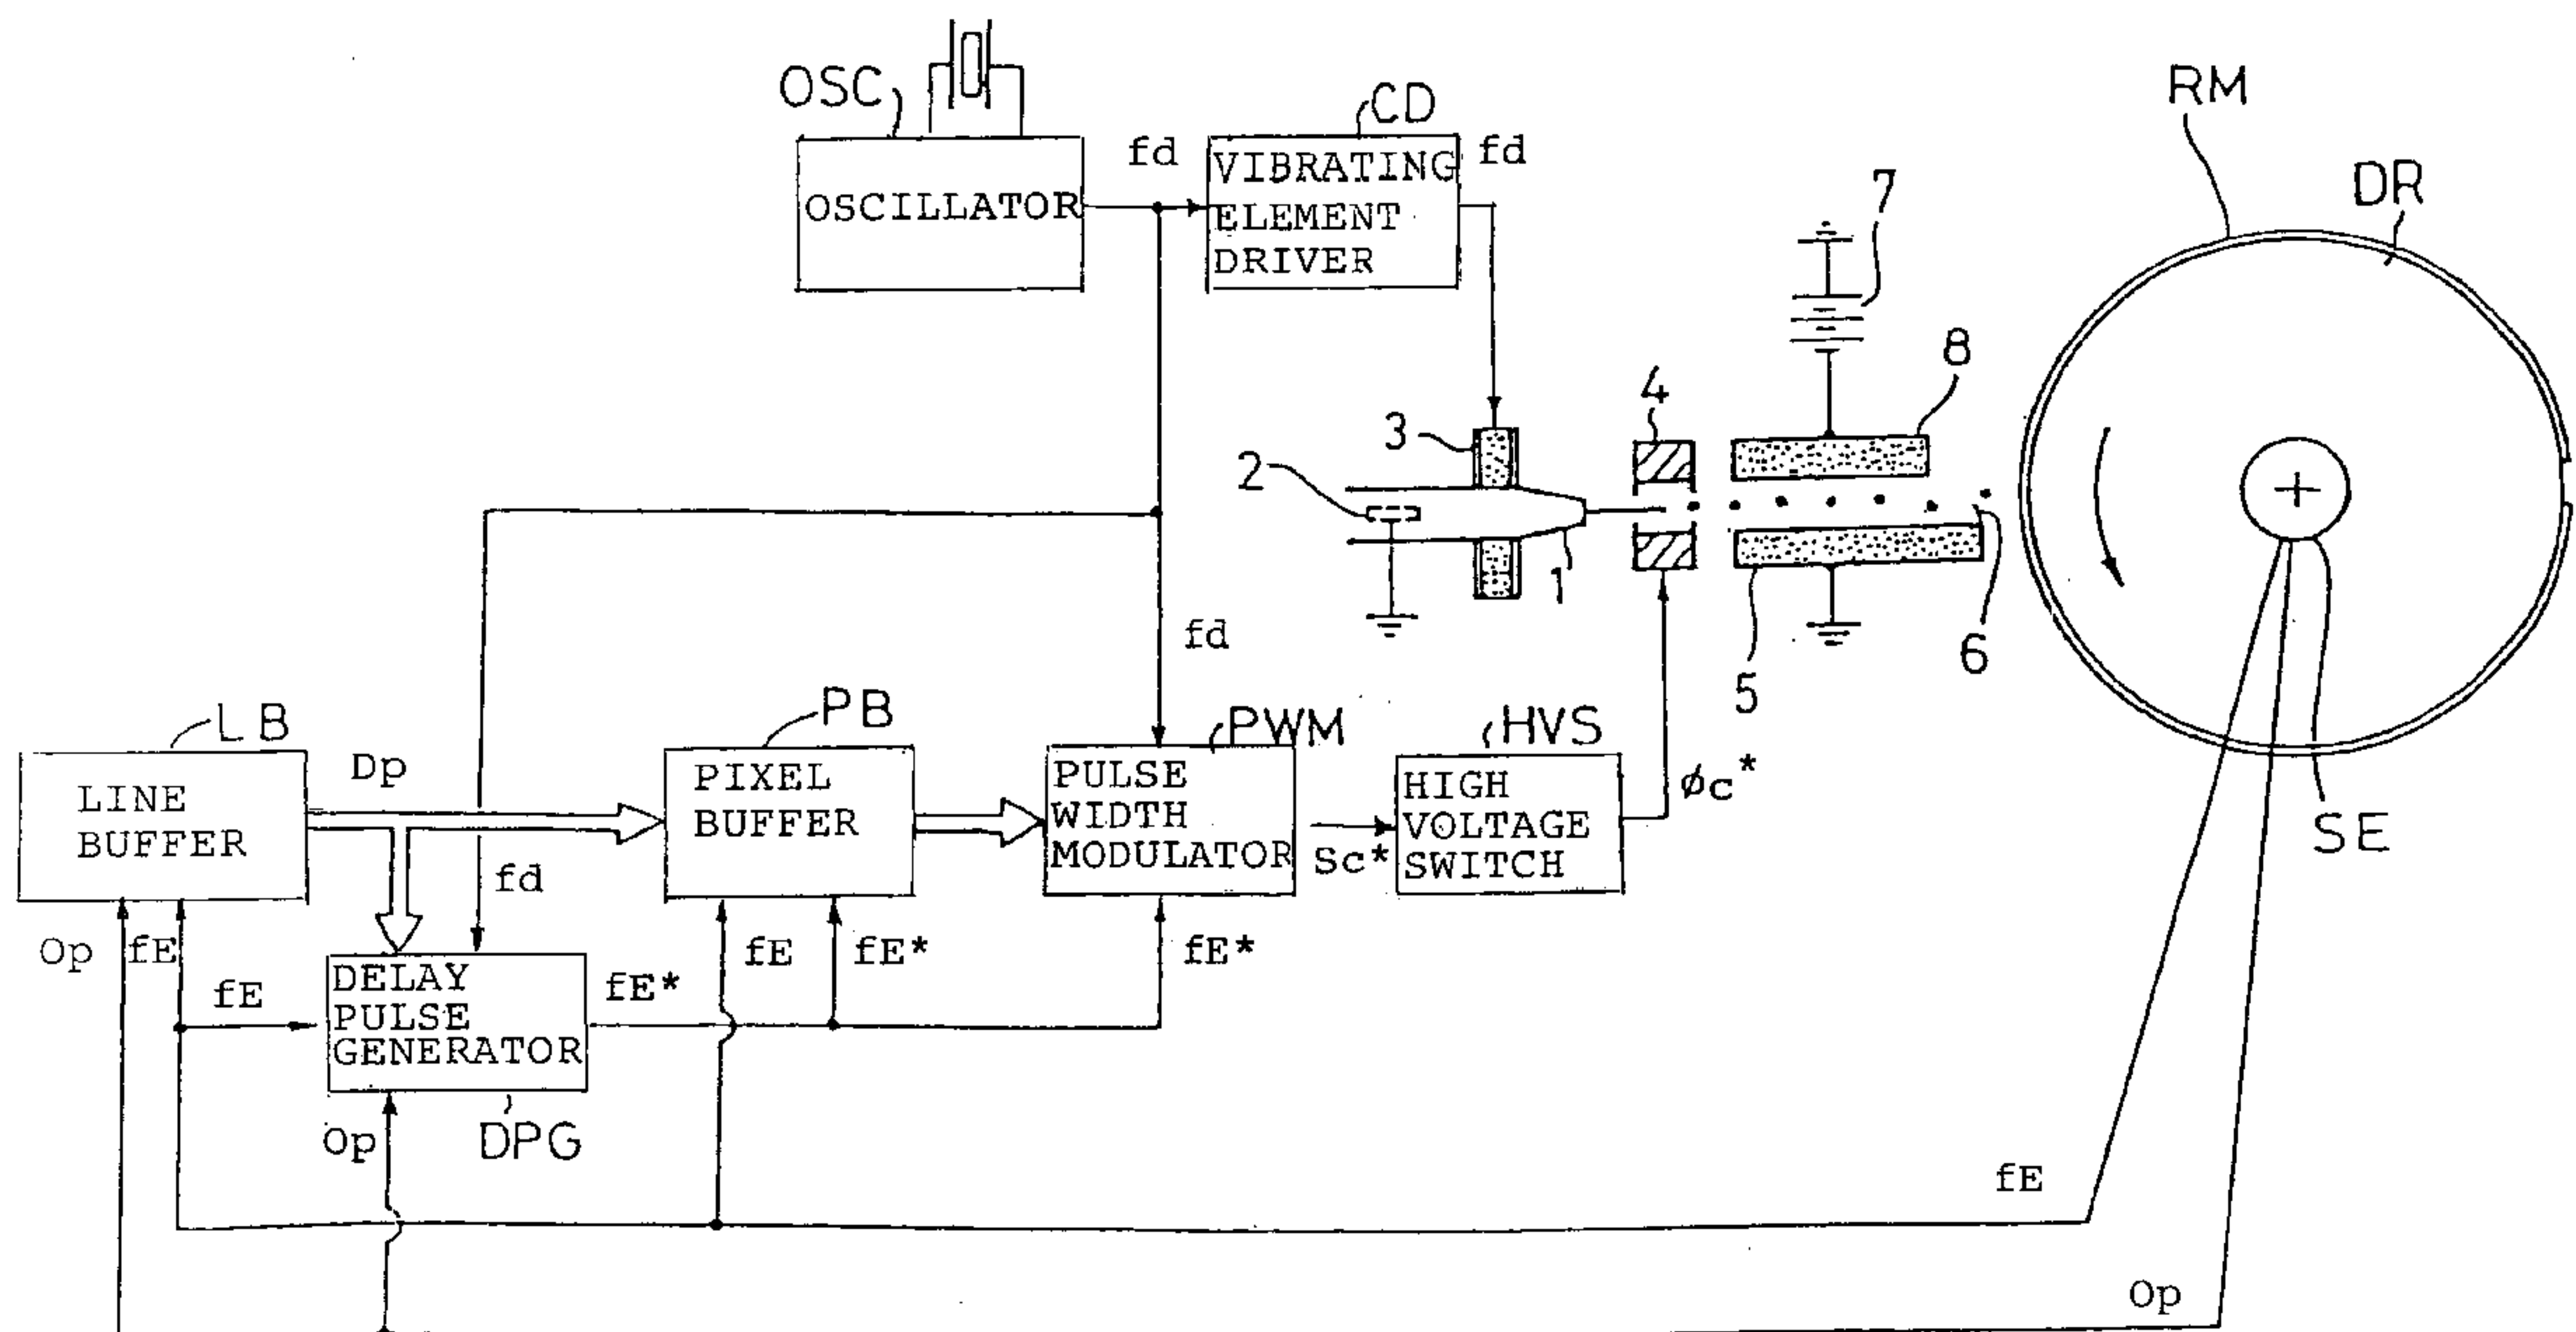 OSC
CD
RM
DR
fd
fd
OSCILLATOR
VIBRATING
ELEMENT
DRIVER
7
8
4
3
2
1
5
6
fd
LB
PB
PWM
HVS
SE
Dp
LINE
BUFFER
PIXEL
BUFFER
PULSE
WIDTH
MODULATOR
HIGH
VOLTAGE
SWITCH
φc*
Sc*
fd
Op
fE
fE
fE*
fE*
DELAY
PULSE
GENERATOR
fE
fE*
Op
DPG
fE
Op